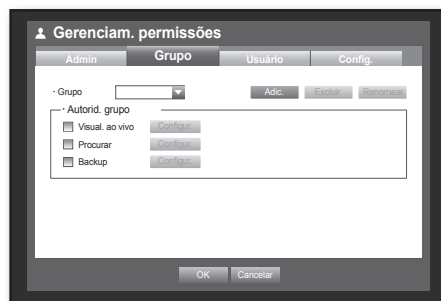 Gerenciam. permissões
Admin Grupo Usuário Config.
· Grupo Adic. Excluir Renomear
· Autorid. grupo
Visual. ao vivo Configur.
Procurar Configur.
Backup Configur.
OK Cancelar